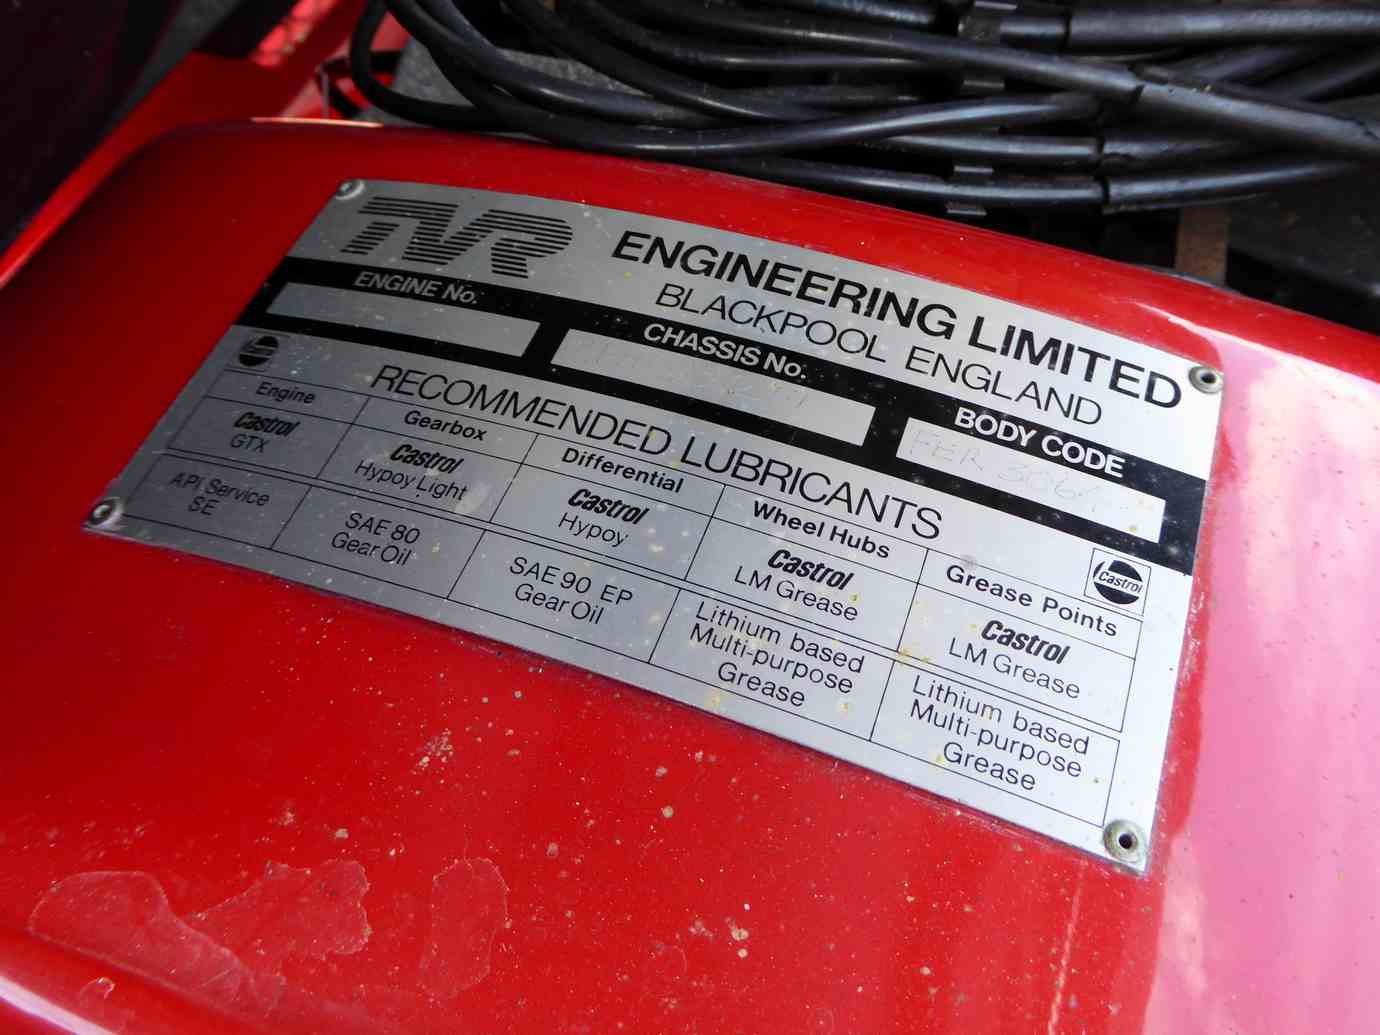 TVR
ENGINEERING LIMITED
BLACKPOOL ENGLAND
ENGINE No.
CHASSIS No.
BODY CODE
FER
RECOMMENDED LUBRICANTS
Castrol
Engine
Gearbox
Differential
Wheel Hubs
Grease Points
Castrol
GTX
Castrol
Hypoy Light
Castrol
Hypoy
Castrol
LM Grease
Castrol
LM Grease
API Service
SE
SAE 80
Gear Oil
SAE 90 EP
Gear Oil
Lithium based
Multi-purpose
Grease
Lithium based
Multi-purpose
Grease